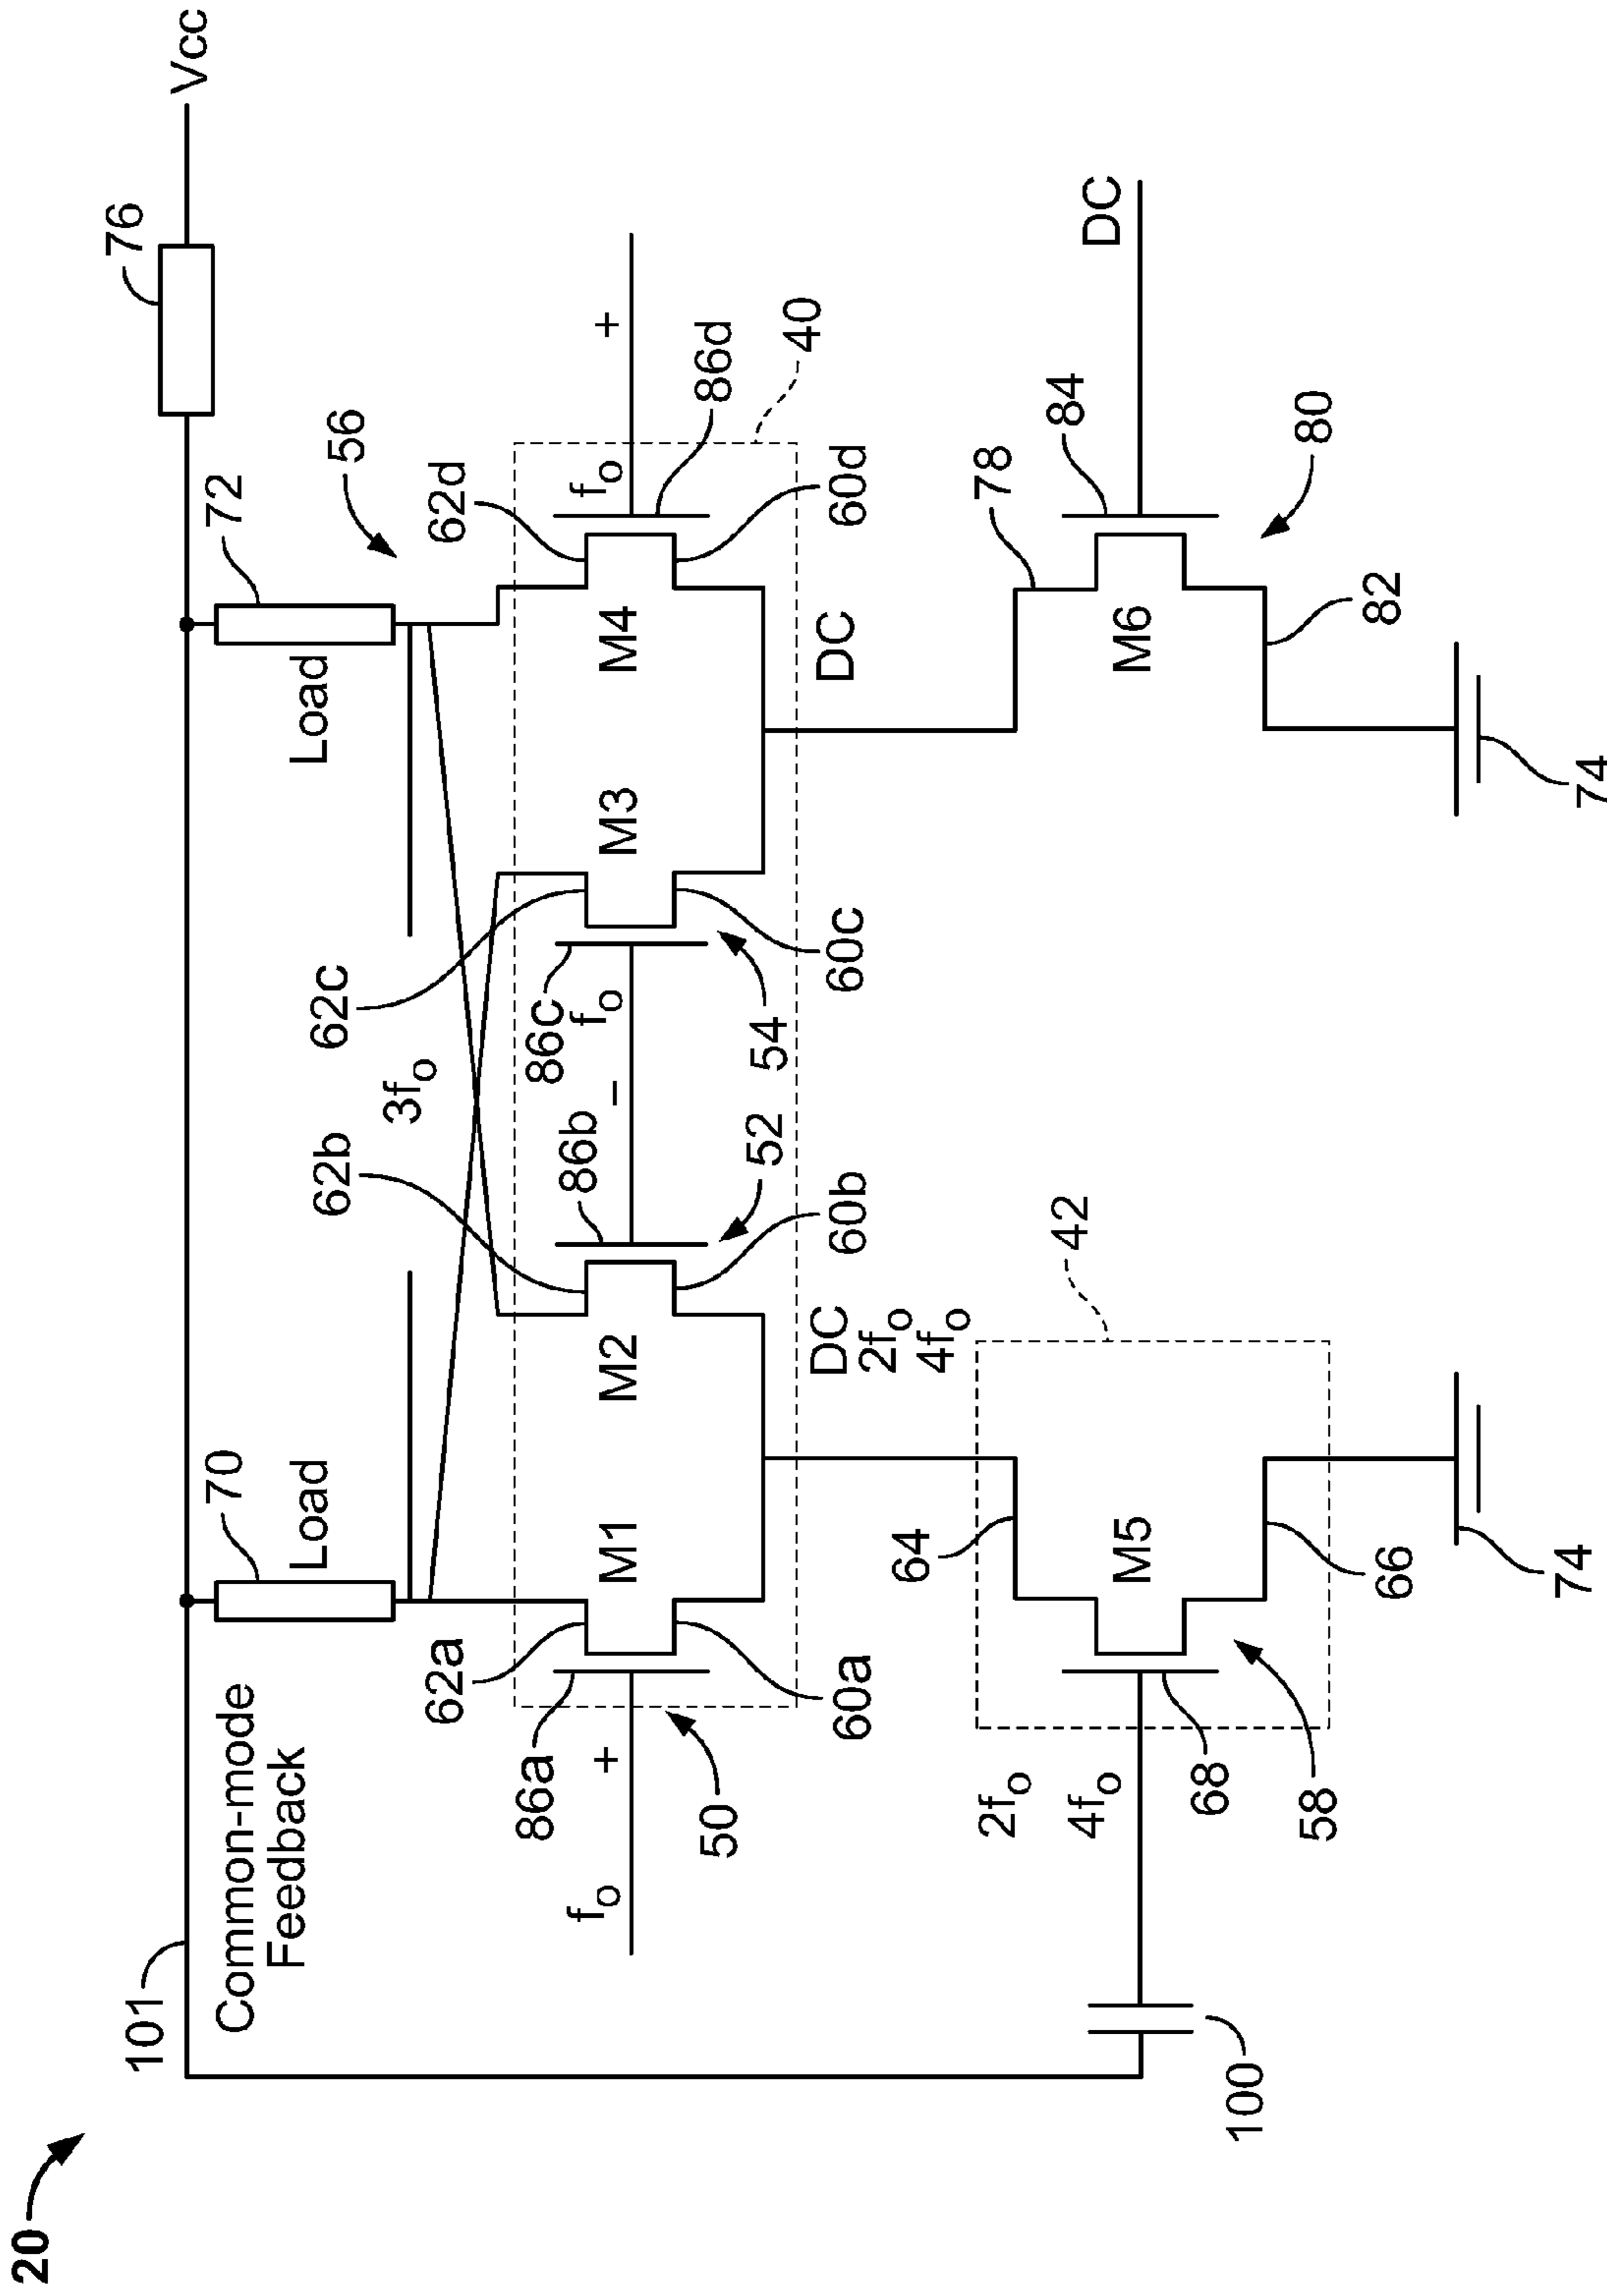 20
101
Common-mode
Feedback
76
Vcc
70
Load
72
Load
56
3fo
62a
62b
62c
62d
86a
fo
+
M1
M2
86b
−
86c
fo
M3
M4
fo
86d
+
40
50
60a
60b
52
54
60c
60d
DC
2fo
4fo
DC
42
64
2fo
4fo
68
M5
58
66
74
100
78
84
DC
M6
80
82
74